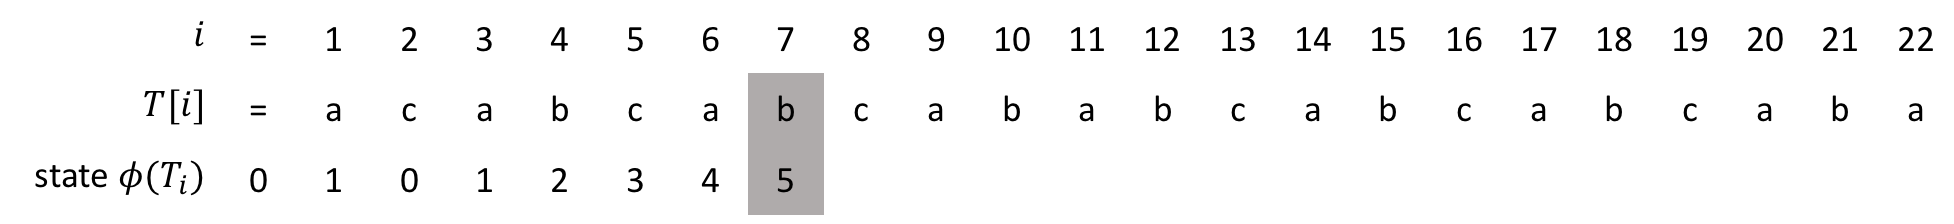 i = 1 2 3 4 5 6 7 8 9 10 11 12 13 14 15 16 17 18 19 20 21 22
T[i] = a c a b c a b c a b a b c a b c a b c a b a
state ϕ(Tᵢ) 0 1 0 1 2 3 4 5